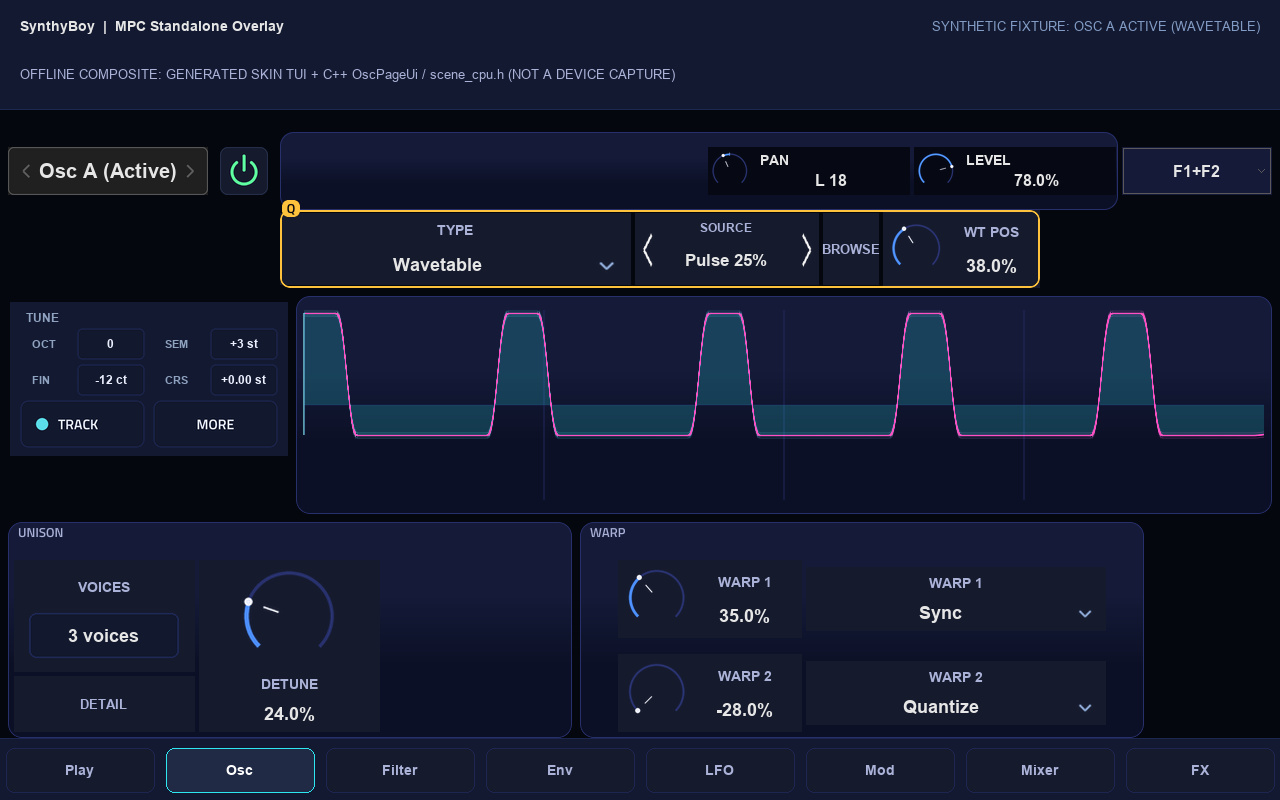 SynthyBoy | MPC Standalone Overlay
SYNTHETIC FIXTURE: OSC A ACTIVE (WAVETABLE)
OFFLINE COMPOSITE: GENERATED SKIN TUI + C++ OscPageUi / scene_cpu.h (NOT A DEVICE CAPTURE)
Osc A (Active)
PAN
L 18
LEVEL
78.0%
F1+F2
Q
TYPE
Wavetable
SOURCE
Pulse 25%
BROWSE
WT POS
38.0%
TUNE
OCT 0 SEM +3 st
FIN -12 ct CRS +0.00 st
TRACK MORE
UNISON
VOICES
3 voices
DETAIL
DETUNE
24.0%
WARP
WARP 1
35.0%
WARP 1
Sync
WARP 2
-28.0%
WARP 2
Quantize
Play Osc Filter Env LFO Mod Mixer FX